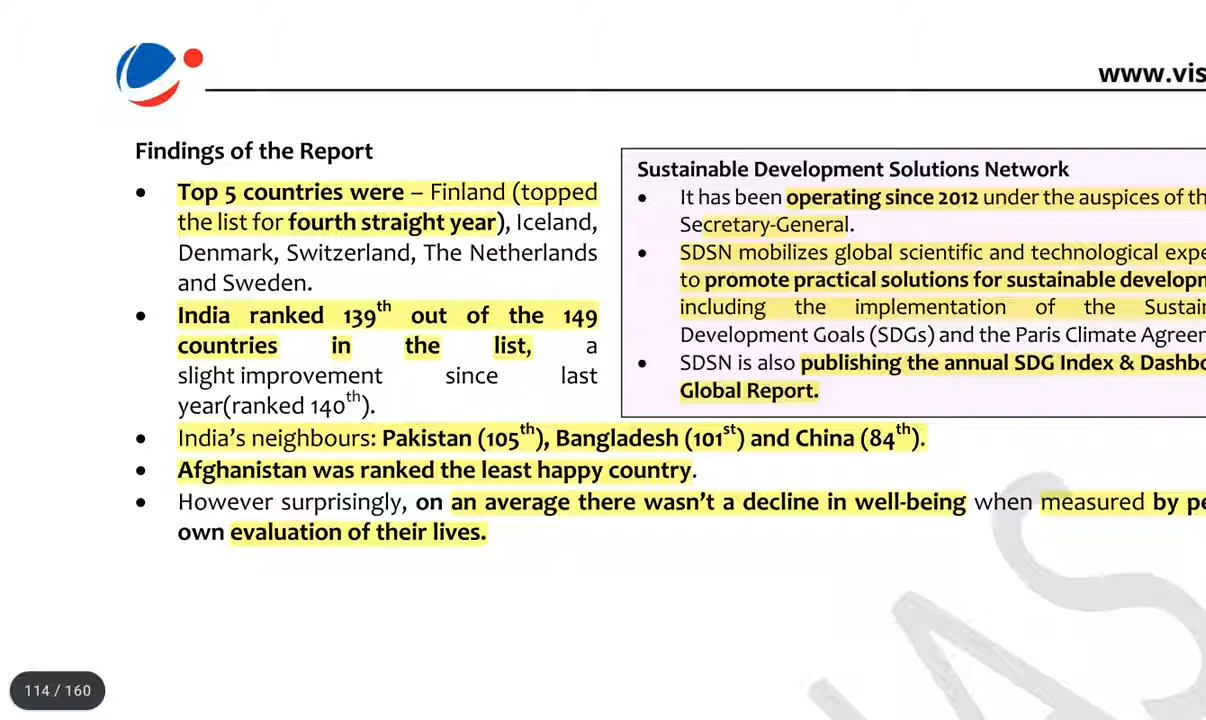 www.vis
Findings of the Report
• Top 5 countries were – Finland (topped
the list for fourth straight year), Iceland,
Denmark, Switzerland, The Netherlands
and Sweden.
• India ranked 139th out of the 149
countries in the list, a
slight improvement since last
year(ranked 140th).
• India's neighbours: Pakistan (105th), Bangladesh (101st) and China (84th).
• Afghanistan was ranked the least happy country.
• However surprisingly, on an average there wasn't a decline in well-being when measured by pe
own evaluation of their lives.
Sustainable Development Solutions Network
• It has been operating since 2012 under the auspices of th
Secretary-General.
• SDSN mobilizes global scientific and technological expe
to promote practical solutions for sustainable developm
including the implementation of the Sustai
Development Goals (SDGs) and the Paris Climate Agreer
• SDSN is also publishing the annual SDG Index & Dashbo
Global Report.
114 / 160